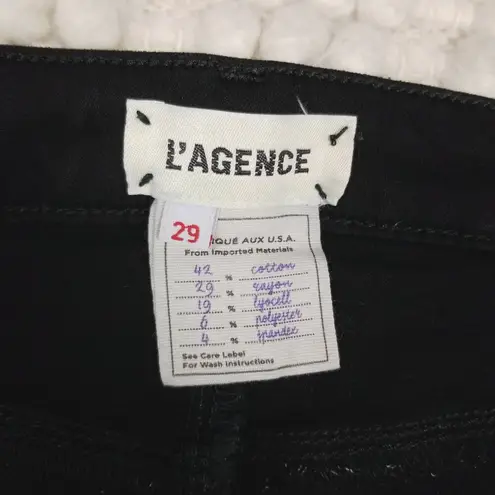 L'AGENCE
29
IQUÉ AUX U.S.A.
From Imported Materials
42 % cotton
29 % rayon
19 % lyocell
6 % polyester
4 % spandex
See Care Label
For Wash Instructions